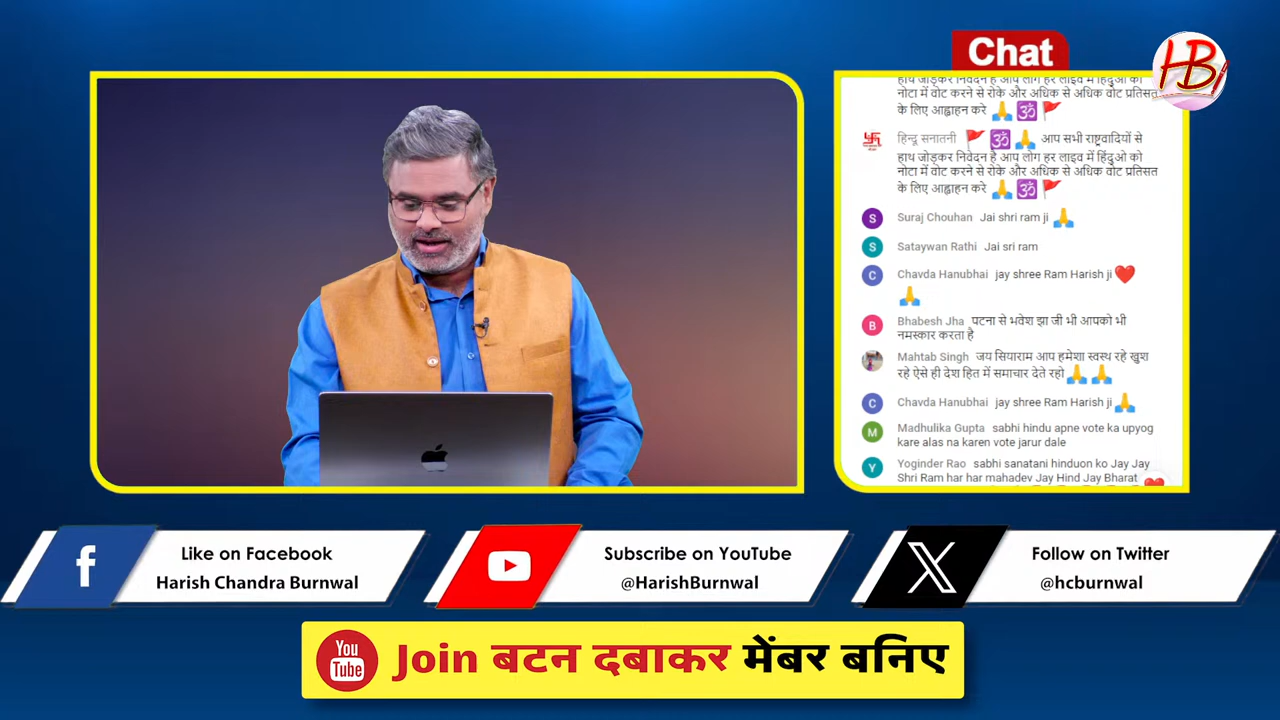 Chat
HBi
हाथ जोड़कर निवेदन है आप लोग हर लाइव में हिंदुओ को
नोटा में वोट करने से रोके और अधिक से अधिक वोट प्रतिसत
के लिए आह्वाहन करे 🙏🕉🚩
हिन्दू सनातनी 🚩🕉🙏 आप सभी राष्ट्रवादियों से
हाथ जोड़कर निवेदन है आप लोग हर लाइव में हिंदुओ को
नोटा में वोट करने से रोके और अधिक से अधिक वोट प्रतिसत
के लिए आह्वाहन करे 🙏🕉🚩
S Suraj Chouhan Jai shri ram ji 🙏
S Sataywan Rathi Jai sri ram
C Chavda Hanubhai jay shree Ram Harish ji ❤️
🙏
B Bhabesh Jha पटना से भवेश झा जी भी आपको भी
नमस्कार करता है
Mahtab Singh जय सियाराम आप हमेशा स्वस्थ रहे खुश
रहे ऐसे ही देश हित में समाचार देते रहो 🙏🙏
C Chavda Hanubhai jay shree Ram Harish ji 🙏
M Madhulika Gupta sabhi hindu apne vote ka upyog
kare alas na karen vote jarur dale
Y Yoginder Rao sabhi sanatani hinduon ko Jay Jay
Shri Ram har har mahadev Jay Hind Jay Bharat
f Like on Facebook
Harish Chandra Burnwal
Subscribe on YouTube
@HarishBurnwal
X Follow on Twitter
@hcburnwal
You
Tube
Join बटन दबाकर मेंबर बनिए